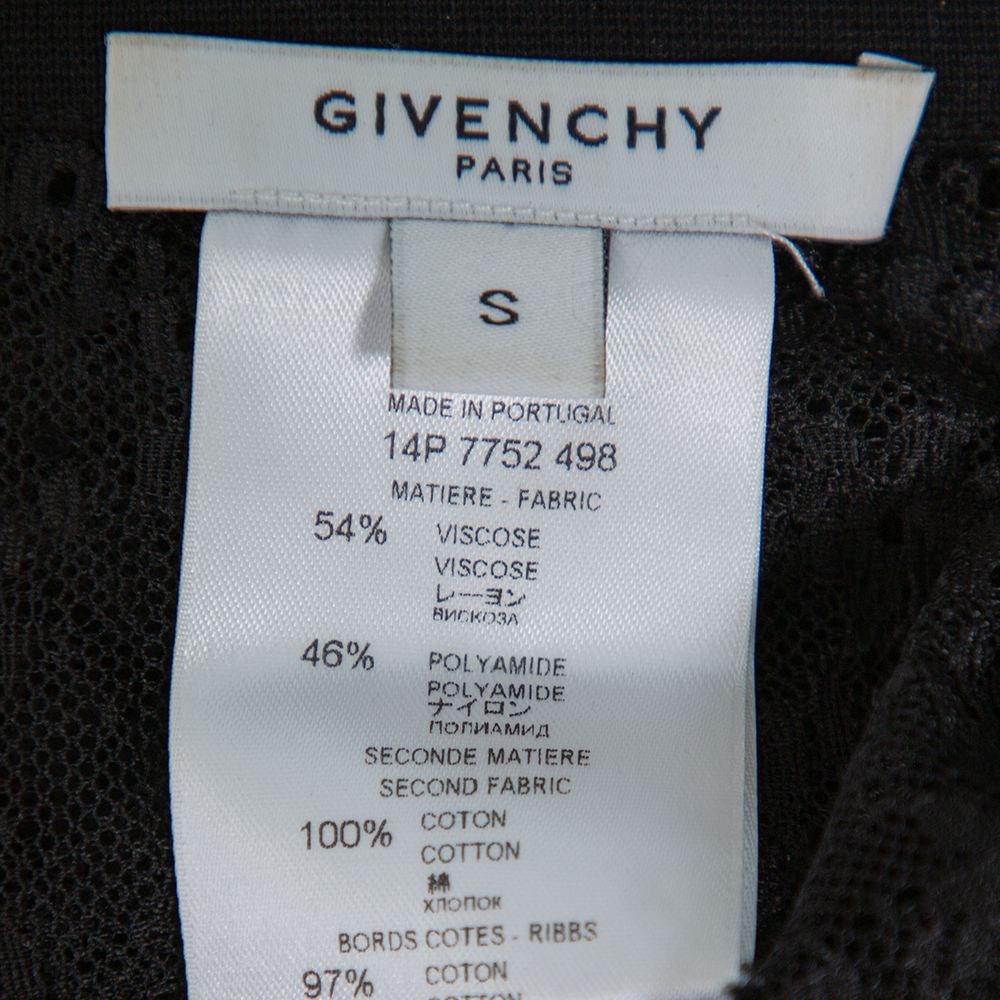 GIVENCHY
PARIS
S
MADE IN PORTUGAL
14P 7752 498
MATIERE - FABRIC
54% VISCOSE
VISCOSE
レーヨン
ВИСКОЗА
46% POLYAMIDE
POLYAMIDE
ナイロン
ПОЛИАМИД
SECONDE MATIERE
SECOND FABRIC
100% COTON
COTTON
綿
ХЛОПОК
BORDS COTES - RIBBS
97% COTON
COTTON